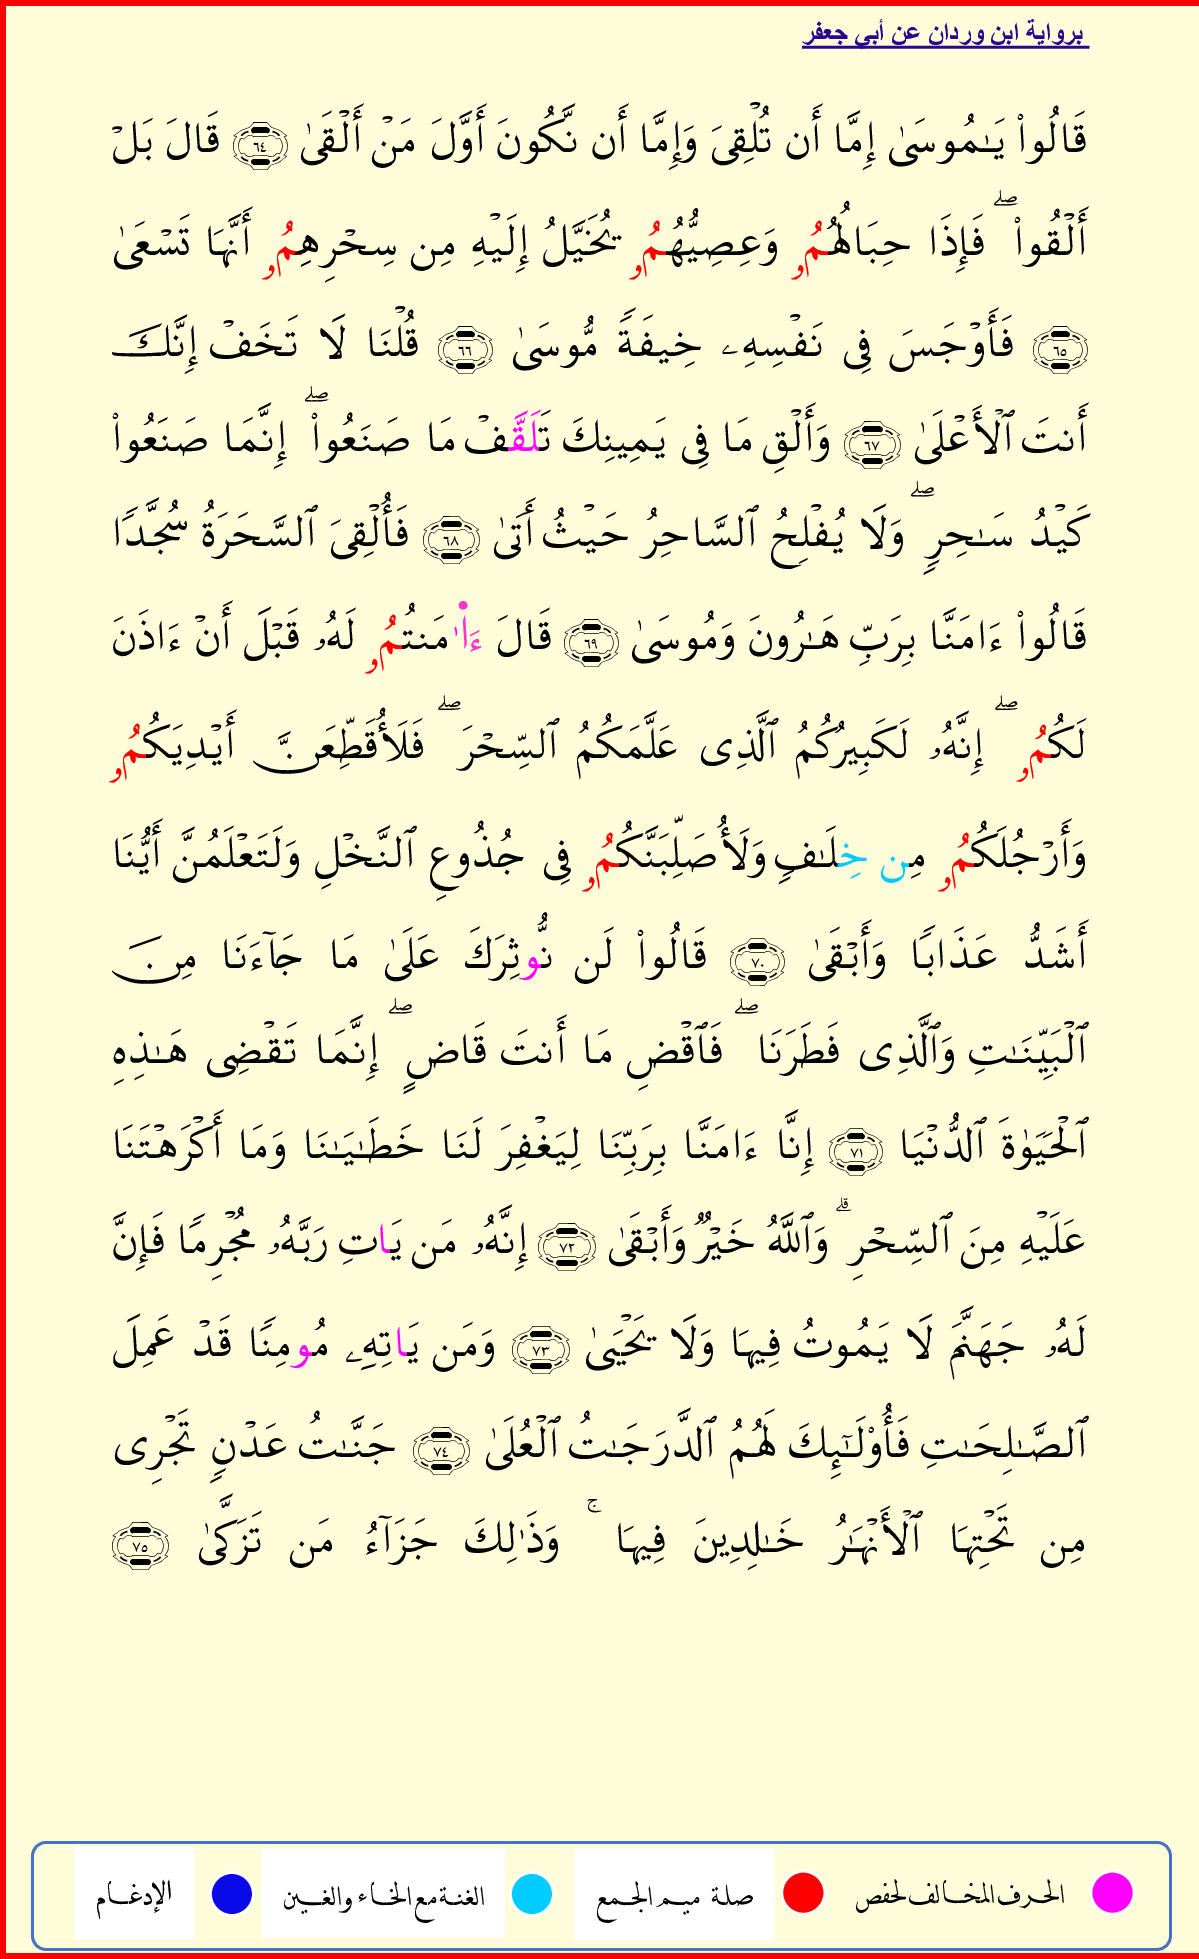 برواية ابن وردان عن أبي جعفر
قَالُوا۟ يَـٰمُوسَىٰٓ إِمَّا أَن تُلْقِىَ وَإِمَّا أَن نَّكُونَ أَوَّلَ مَنْ أَلْقَىٰ ٦٤ قَالَ بَلْ
أَلْقُوا۟ ۖ فَإِذَا حِبَالُهُمُۥ وَعِصِيُّهُمُۥ يُخَيَّلُ إِلَيْهِ مِن سِحْرِهِمُۥ أَنَّهَا تَسْعَىٰ
٦٥ فَأَوْجَسَ فِى نَفْسِهِۦ خِيفَةً مُّوسَىٰ ٦٦ قُلْنَا لَا تَخَفْ إِنَّكَ
أَنتَ ٱلْأَعْلَىٰ ٦٧ وَأَلْقِ مَا فِى يَمِينِكَ تَلَقَّفْ مَا صَنَعُوا۟ ۖ إِنَّمَا صَنَعُوا۟
كَيْدُ سَـٰحِرٍ ۖ وَلَا يُفْلِحُ ٱلسَّاحِرُ حَيْثُ أَتَىٰ ٦٨ فَأُلْقِىَ ٱلسَّحَرَةُ سُجَّدًا
قَالُوا۟ ءَامَنَّا بِرَبِّ هَـٰرُونَ وَمُوسَىٰ ٦٩ قَالَ ءَاٰ۬مَنتُمُۥ لَهُۥ قَبْلَ أَنْ ءَاذَنَ
لَكُمُۥ ۖ إِنَّهُۥ لَكَبِيرُكُمُ ٱلَّذِى عَلَّمَكُمُ ٱلسِّحْرَ ۖ فَلَأُقَطِّعَنَّ أَيْدِيَكُمُۥ
وَأَرْجُلَكُمُۥ مِن خِلَـٰفٍ وَلَأُصَلِّبَنَّكُمُۥ فِى جُذُوعِ ٱلنَّخْلِ وَلَتَعْلَمُنَّ أَيُّنَا
أَشَدُّ عَذَابًا وَأَبْقَىٰ ٧٠ قَالُوا۟ لَن نُّوثِرَكَ عَلَىٰ مَا جَآءَنَا مِنَ
ٱلْبَيِّنَـٰتِ وَٱلَّذِى فَطَرَنَا ۖ فَٱقْضِ مَا أَنتَ قَاضٍ ۖ إِنَّمَا تَقْضِى هَـٰذِهِ
ٱلْحَيَوٰةَ ٱلدُّنْيَا ٧١ إِنَّا ءَامَنَّا بِرَبِّنَا لِيَغْفِرَ لَنَا خَطَـٰيَـٰنَا وَمَا أَكْرَهْتَنَا
عَلَيْهِ مِنَ ٱلسِّحْرِ ۗ وَٱللَّهُ خَيْرٌ وَأَبْقَىٰ ٧٢ إِنَّهُۥ مَن يَاتِ رَبَّهُۥ مُجْرِمًا فَإِنَّ
لَهُۥ جَهَنَّمَ لَا يَمُوتُ فِيهَا وَلَا يَحْيَىٰ ٧٣ وَمَن يَاتِهِۦ مُومِنًا قَدْ عَمِلَ
ٱلصَّـٰلِحَـٰتِ فَأُو۟لَـٰٓئِكَ لَهُمُ ٱلدَّرَجَـٰتُ ٱلْعُلَىٰ ٧٤ جَنَّـٰتُ عَدْنٍ تَجْرِى
مِن تَحْتِهَا ٱلْأَنْهَـٰرُ خَـٰلِدِينَ فِيهَا ۚ وَذَٰلِكَ جَزَآءُ مَن تَزَكَّىٰ ٧٥
الحرف المخالف لحفص صلة ميم الجمع الغنة مع الخاء والغين الإدغام